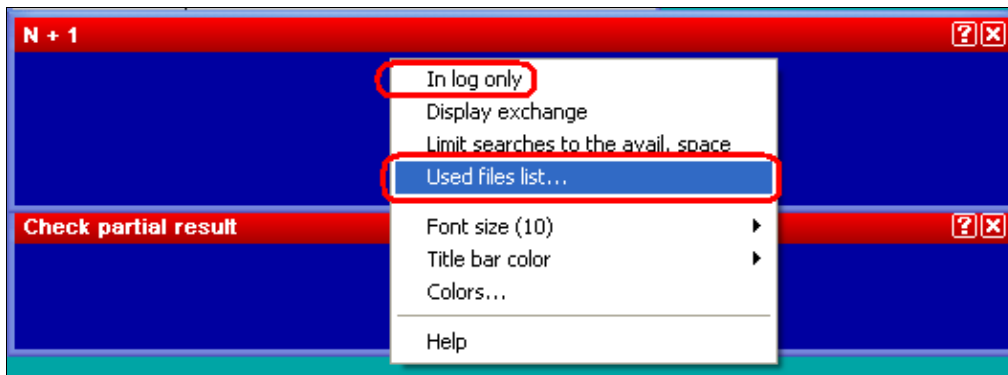 N + 1
In log only
Display exchange
Limit searches to the avail. space
Used files list...
Check partial result
Font size (10)
Title bar color
Colors...
Help